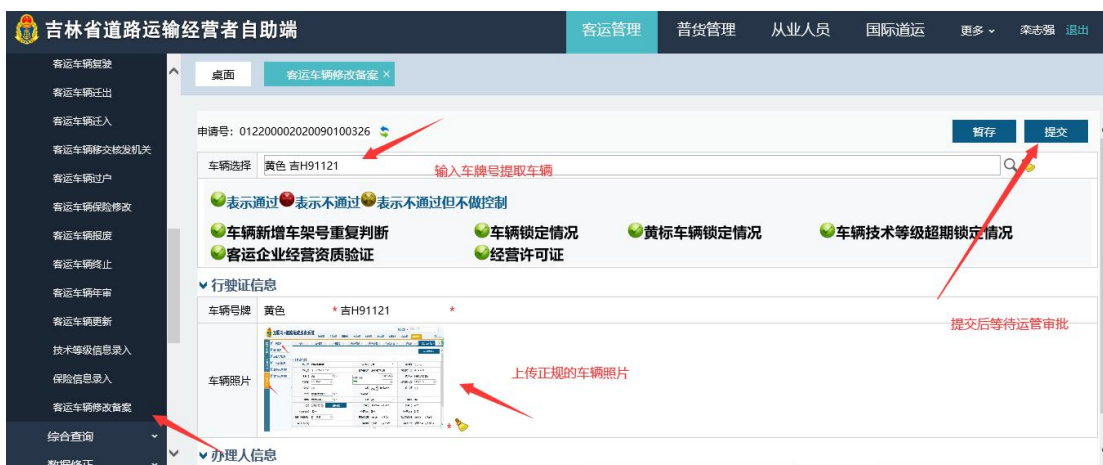 吉林省道路运输经营者自助端
客运管理 普货管理 从业人员 国际道运 更多 栾志强 退出
客运车辆复驶
客运车辆迁出
客运车辆迁入
客运车辆移交核发机关
客运车辆过户
客运车辆保险修改
客运车辆报废
客运车辆终止
客运车辆年审
客运车辆更新
技术等级信息录入
保险信息录入
客运车辆修改备案
综合查询
数据修正
桌面 客运车辆修改备案 ×
申请号: 012200002020090100326
暂存 提交
车辆选择 黄色 吉H91121
输入车牌号提取车辆
表示通过 表示不通过 表示不通过但不做控制
车辆新增车架号重复判断 车辆锁定情况 黄标车辆锁定情况 车辆技术等级超期锁定情况
客运企业经营资质验证 经营许可证
行驶证信息
车辆号牌 黄色 * 吉H91121 *
提交后等待运管审批
车辆照片 *
上传正规的车辆照片
办理人信息